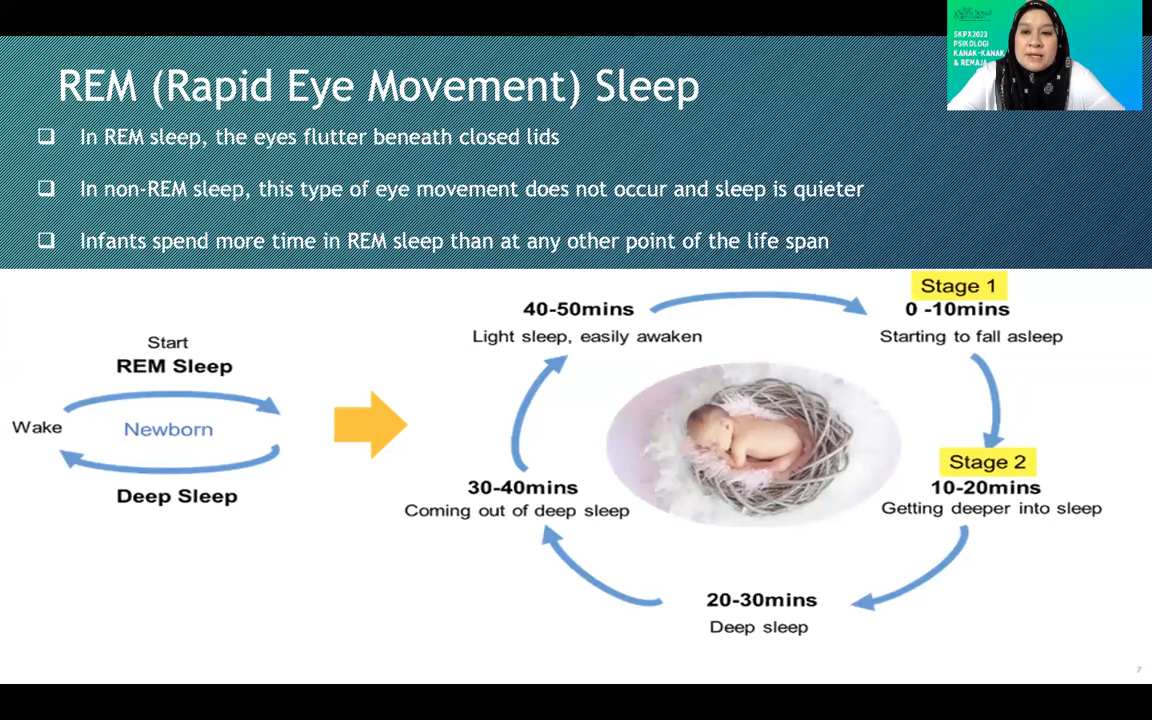 REM (Rapid Eye Movement) Sleep
In REM sleep, the eyes flutter beneath closed lids
In non-REM sleep, this type of eye movement does not occur and sleep is quieter
Infants spend more time in REM sleep than at any other point of the life span
SKPX2023
PSIKOLOGI
KANAK-KANAK
& REMAJA
Start
REM Sleep
Wake
Newborn
Deep Sleep
Stage 1
0 -10mins
Starting to fall asleep
Stage 2
10-20mins
Getting deeper into sleep
20-30mins
Deep sleep
30-40mins
Coming out of deep sleep
40-50mins
Light sleep, easily awaken
7